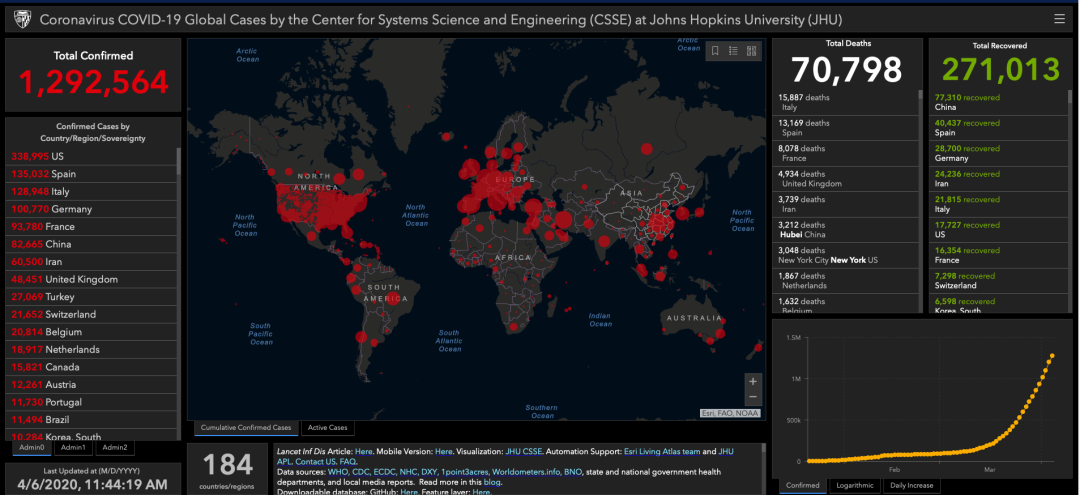 Coronavirus COVID-19 Global Cases by the Center for Systems Science and Engineering (CSSE) at Johns Hopkins University (JHU)
Total Confirmed
1,292,564
Confirmed Cases by
Country/Region/Sovereignty
338,995 US
135,032 Spain
128,948 Italy
100,770 Germany
93,780 France
82,665 China
60,500 Iran
48,451 United Kingdom
27,069 Turkey
21,652 Switzerland
20,814 Belgium
18,917 Netherlands
15,821 Canada
12,261 Austria
11,730 Portugal
11,494 Brazil
10,284 Korea, South
Admin0
Admin1
Admin2
Last Updated at (M/D/YYYY)
4/6/2020, 11:44:19 AM
Arctic
Ocean
Arctic
Ocean
NORTH
AMERICA
EUROPE
ASIA
North
Pacific
Ocean
North
Atlantic
Ocean
North
Pacific
Ocean
AFRICA
SOUTH
AMERICA
Indian
Ocean
AUSTRALIA
South
Pacific
Ocean
South
Atlantic
Ocean
Southern
Ocean
+
−
Esri, FAO, NOAA
Cumulative Confirmed Cases
Active Cases
184
countries/regions
Lancet Inf Dis Article: Here. Mobile Version: Here. Visualization: JHU CSSE. Automation Support: Esri Living Atlas team and JHU
APL. Contact US. FAQ.
Data sources: WHO, CDC, ECDC, NHC, DXY, 1point3acres, Worldometers.info, BNO, state and national government health
departments, and local media reports. Read more in this blog.
Downloadable database: GitHub: Here. Feature layer: Here.
Total Deaths
70,798
15,887 deaths
Italy
13,169 deaths
Spain
8,078 deaths
France
4,934 deaths
United Kingdom
3,739 deaths
Iran
3,212 deaths
Hubei China
3,048 deaths
New York City New York US
1,867 deaths
Netherlands
1,632 deaths
Belgium
Total Recovered
271,013
77,310 recovered
China
40,437 recovered
Spain
28,700 recovered
Germany
24,236 recovered
Iran
21,815 recovered
Italy
17,727 recovered
US
16,354 recovered
France
7,298 recovered
Switzerland
6,598 recovered
Korea, South
1.5M
1M
500k
0
Feb
Mar
Confirmed
Logarithmic
Daily Increase